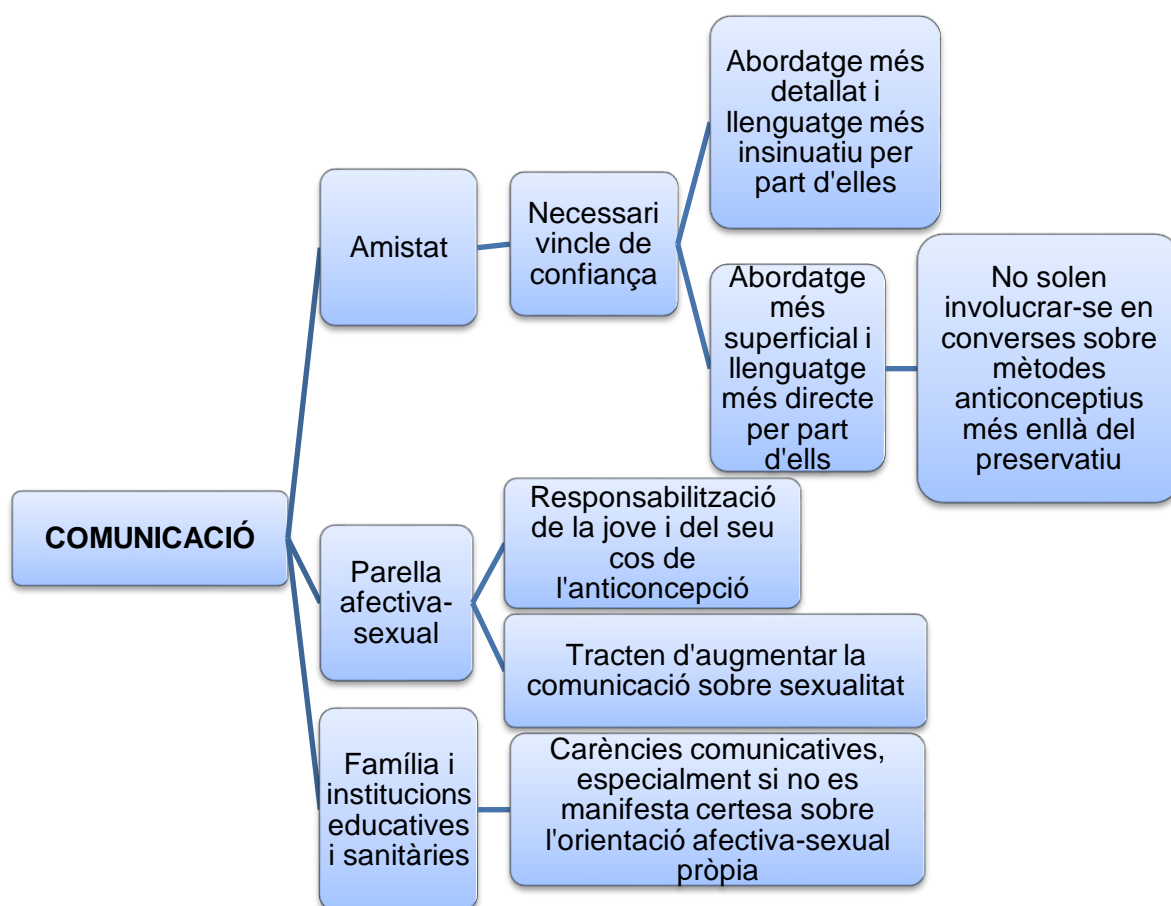 COMUNICACIÓ
Amistat
Necessari
vincle de
confiança
Abordatge més
detallat i
llenguatge més
insinuatiu per
part d'elles
Abordatge
més
superficial i
llenguatge
més directe
per part
d'ells
No solen
involucrar-se en
converses sobre
mètodes
anticonceptius
més enllà del
preservatiu
Parella
afectiva-
sexual
Responsabilització
de la jove i del seu
cos de
l'anticoncepció
Tracten d'augmentar la
comunicació sobre sexualitat
Família i
institucions
educatives
i sanitàries
Carències comunicatives,
especialment si no es
manifesta certesa sobre
l'orientació afectiva-sexual
pròpia